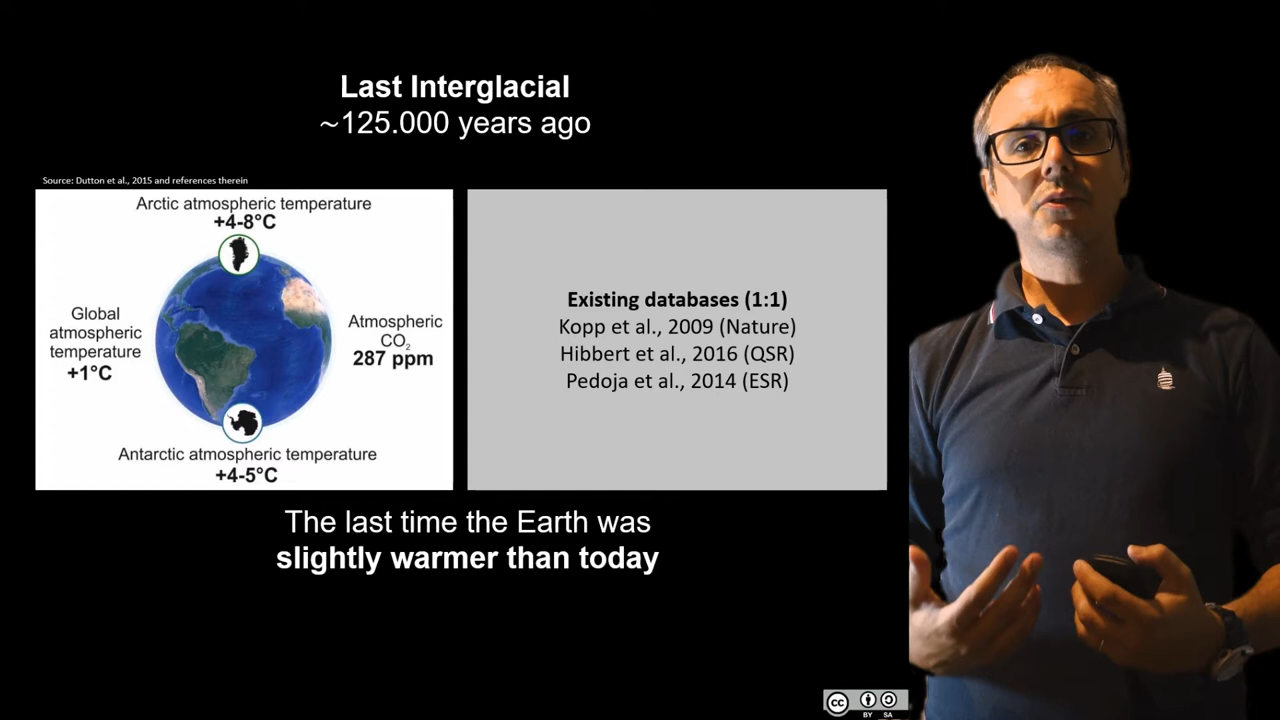 Last Interglacial
~125.000 years ago
Source: Dutton et al., 2015 and references therein
Arctic atmospheric temperature
+4-8°C
Global
atmospheric
temperature
+1°C
Atmospheric
CO₂
287 ppm
Antarctic atmospheric temperature
+4-5°C
Existing databases (1:1)
Kopp et al., 2009 (Nature)
Hibbert et al., 2016 (QSR)
Pedoja et al., 2014 (ESR)
The last time the Earth was
slightly warmer than today
cc
BY SA